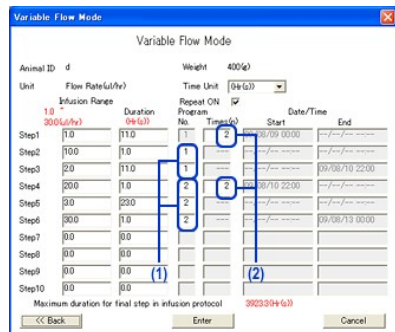 Variable Flow Mode
Variable Flow Mode
Animal ID d Weight 400(g)
Unit Flow Rate(ul/hr) Time Unit (Hr(s))
Infusion Range Repeat ON
1.0 Duration Program Date/Time
30.0(ul/hr) (Hr(s)) No. Times(n) Start End
Step1 1.0 11.0 1 2 09/08/09 00:00 --/--/-- --:--
Step2 10.0 1.0 1 --- --/--/-- --:-- --/--/-- --:--
Step3 2.0 11.0 1 --- --/--/-- --:-- 09/08/10 22:00
Step4 20.0 1.0 2 2 09/08/10 22:00 --/--/-- --:--
Step5 3.0 23.0 2 --- --/--/-- --:-- --/--/-- --:--
Step6 30.0 1.0 2 --- --/--/-- --:-- 09/08/13 00:00
Step7 0.0 0.0
Step8 0.0 0.0
Step9 0.0 0.0
Step10 0.0 0.0
(1) (2)
Maximum duration for final step in infusion protocol 3923.3(Hr(s))
<< Back Enter Cancel